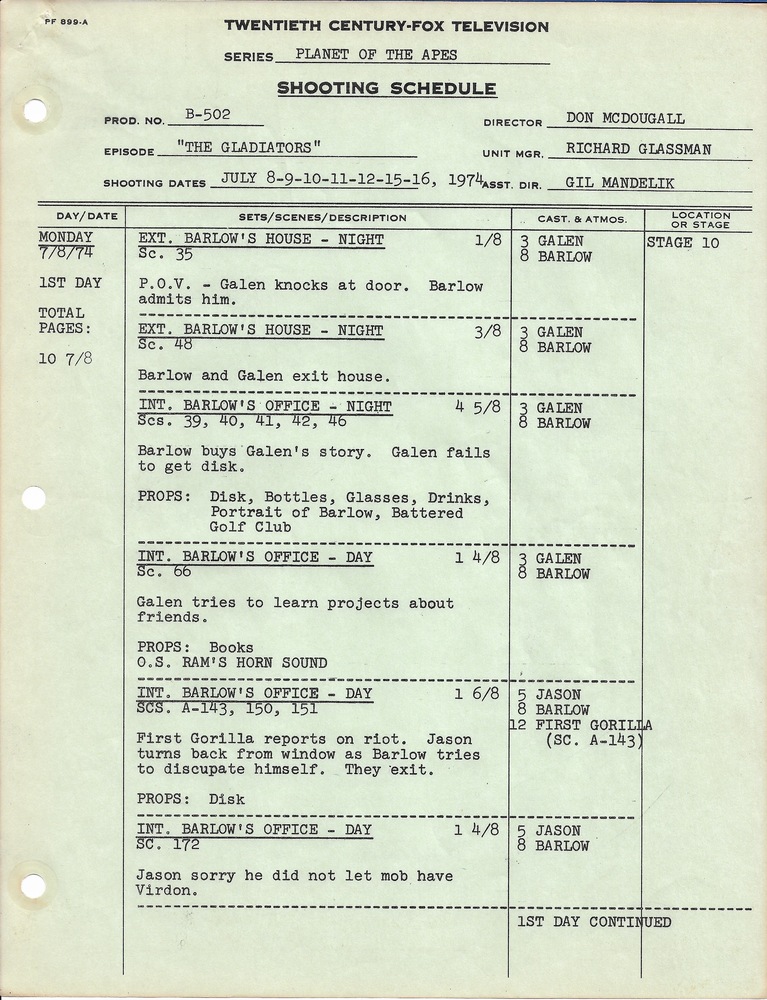 PF 899-A
TWENTIETH CENTURY-FOX TELEVISION
SERIES PLANET OF THE APES
SHOOTING SCHEDULE
PROD. NO. B-502
DIRECTOR DON MCDOUGALL
EPISODE "THE GLADIATORS"
UNIT MGR. RICHARD GLASSMAN
SHOOTING DATES JULY 8-9-10-11-12-15-16, 1974
ASST. DIR. GIL MANDELIK
DAY/DATE SETS/SCENES/DESCRIPTION CAST. & ATMOS. LOCATION OR STAGE
MONDAY
7/8/74
1ST DAY
TOTAL
PAGES:
10 7/8
EXT. BARLOW'S HOUSE - NIGHT 1/8 3 GALEN STAGE 10
Sc. 35 8 BARLOW
P.O.V. - Galen knocks at door. Barlow
admits him.
EXT. BARLOW'S HOUSE - NIGHT 3/8 3 GALEN
Sc. 48 8 BARLOW
Barlow and Galen exit house.
INT. BARLOW'S OFFICE - NIGHT 4 5/8 3 GALEN
Scs. 39, 40, 41, 42, 46 8 BARLOW
Barlow buys Galen's story. Galen fails
to get disk.
PROPS: Disk, Bottles, Glasses, Drinks,
Portrait of Barlow, Battered
Golf Club
INT. BARLOW'S OFFICE - DAY 1 4/8 3 GALEN
Sc. 66 8 BARLOW
Galen tries to learn projects about
friends.
PROPS: Books
O.S. RAM'S HORN SOUND
INT. BARLOW'S OFFICE - DAY 1 6/8 5 JASON
SCS. A-143, 150, 151 8 BARLOW
12 FIRST GORILLA
(SC. A-143)
First Gorilla reports on riot. Jason
turns back from window as Barlow tries
to discupate himself. They exit.
PROPS: Disk
INT. BARLOW'S OFFICE - DAY 1 4/8 5 JASON
SC. 172 8 BARLOW
Jason sorry he did not let mob have
Virdon.
1ST DAY CONTINUED